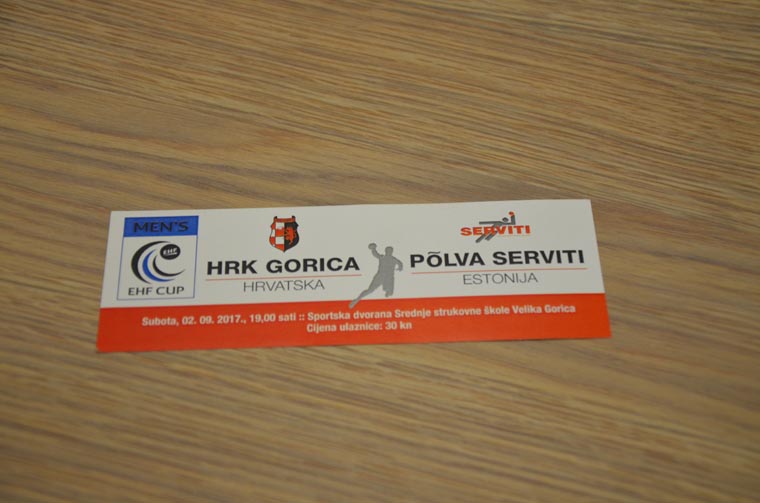 MEN'S
EHF
EHF CUP
HRK GORICA
HRVATSKA
SERVITI
PÕLVA SERVITI
ESTONIJA
Subota, 02. 09. 2017., 19,00 sati :: Sportska dvorana Srednje strukovne škole Velika Gorica
Cijena ulaznice: 30 kn